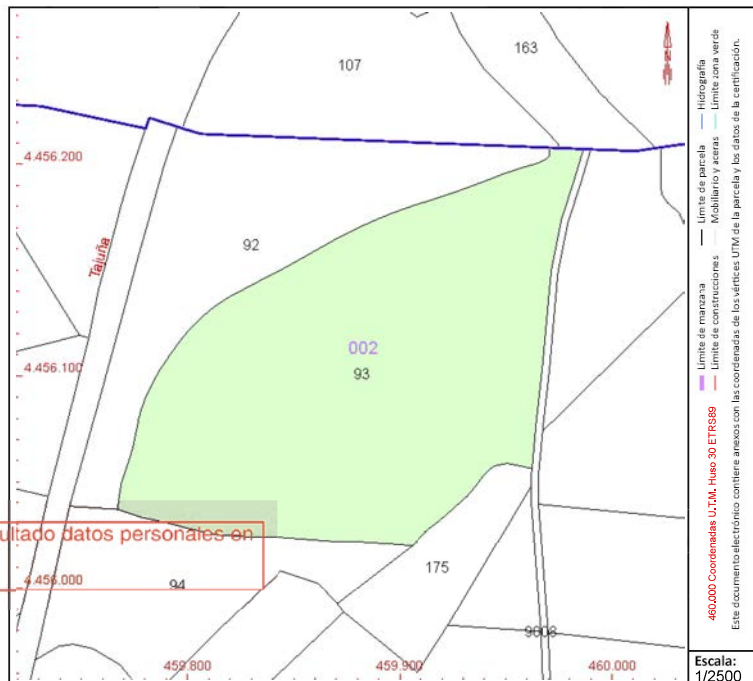 107
163
4.456.200
Tajuña
92
002
93
4.456.100
ultado datos personales en
4.456.000
94
175
9008
459.800
459.900
460.000
Hidrografía
Límite zona verde
Límite de parcela
Mobiliario y aceras
Límite de manzana
Límite de construcciones
460.000 Coordenadas U.T.M. Huso 30 ETRS89
Este documento electrónico contiene anexos con las coordenadas de los vértices UTM de la parcela y los datos de la certificación.
Escala:
1/2500